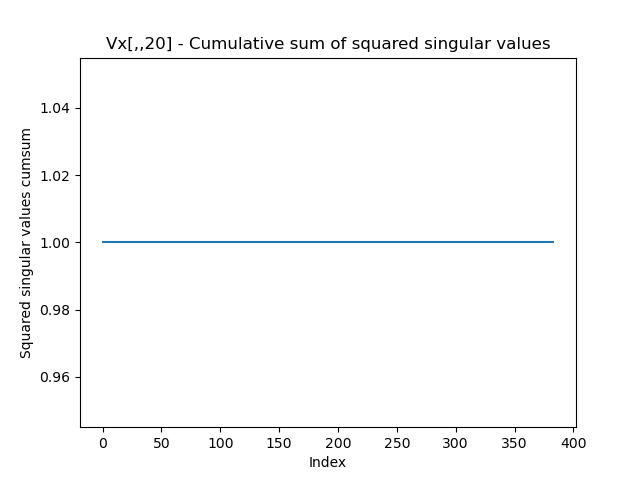 Vx[,,20] - Cumulative sum of squared singular values
Squared singular values cumsum
1.04
1.02
1.00
0.98
0.96
0 50 100 150 200 250 300 350 400
Index